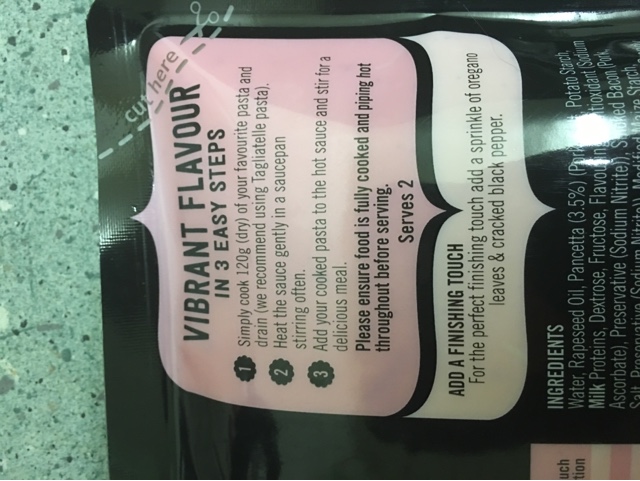 cut here
VIBRANT FLAVOUR
IN 3 EASY STEPS
1 Simply cook 120g (dry) of your favourite pasta and
drain (we recommend using Tagliatelle pasta).
2 Heat the sauce gently in a saucepan
stirring often.
3 Add your cooked pasta to the hot sauce and stir for a
delicious meal.
Please ensure food is fully cooked and piping hot
throughout before serving.
Serves 2
ADD A FINISHING TOUCH
For the perfect finishing touch add a sprinkle of oregano
leaves & cracked black pepper.
INGREDIENTS
Water, Rapeseed Oil, Pancetta (3.5%) Potato Starch,
Milk Proteins, Dextrose, Fructose, Sodium
Ascorbate), Preservative (Sodium Nitrite)), Bacon